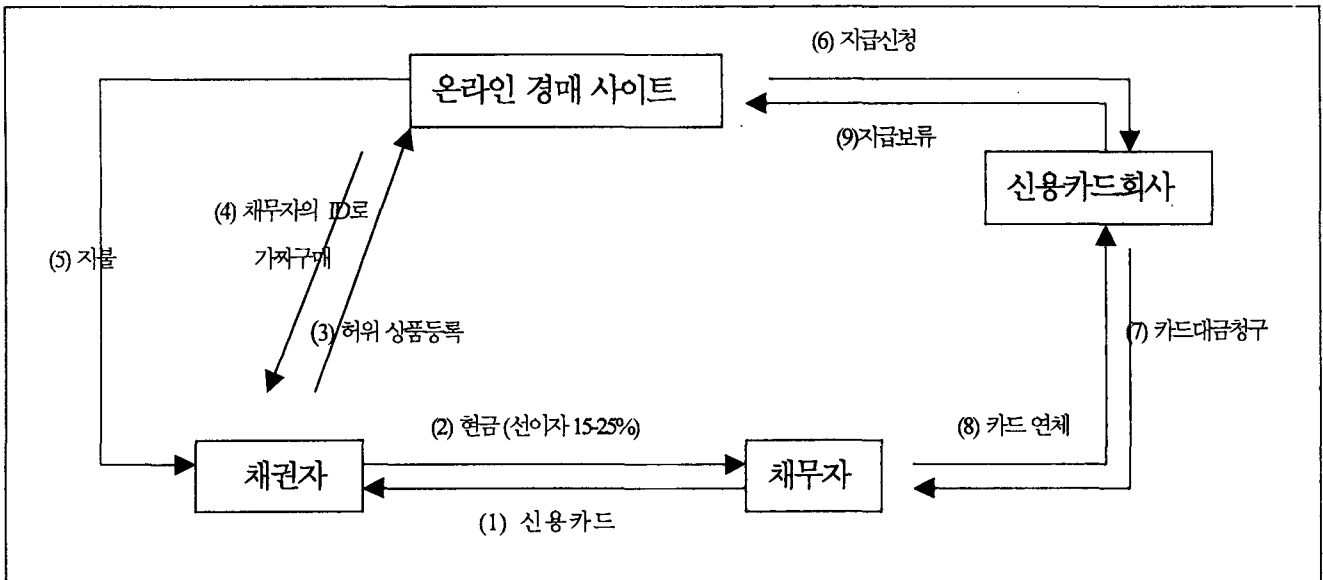 (6) 지급신청
온라인 경매 사이트
(9)지급보류
신용카드회사
(4) 채무자의 ID로
가짜구매
(5) 지불
(3) 허위 상품등록
(7) 카드대금청구
(2) 현금 (선이자 15-25%)
(8) 카드 연체
채권자
채무자
(1) 신용카드